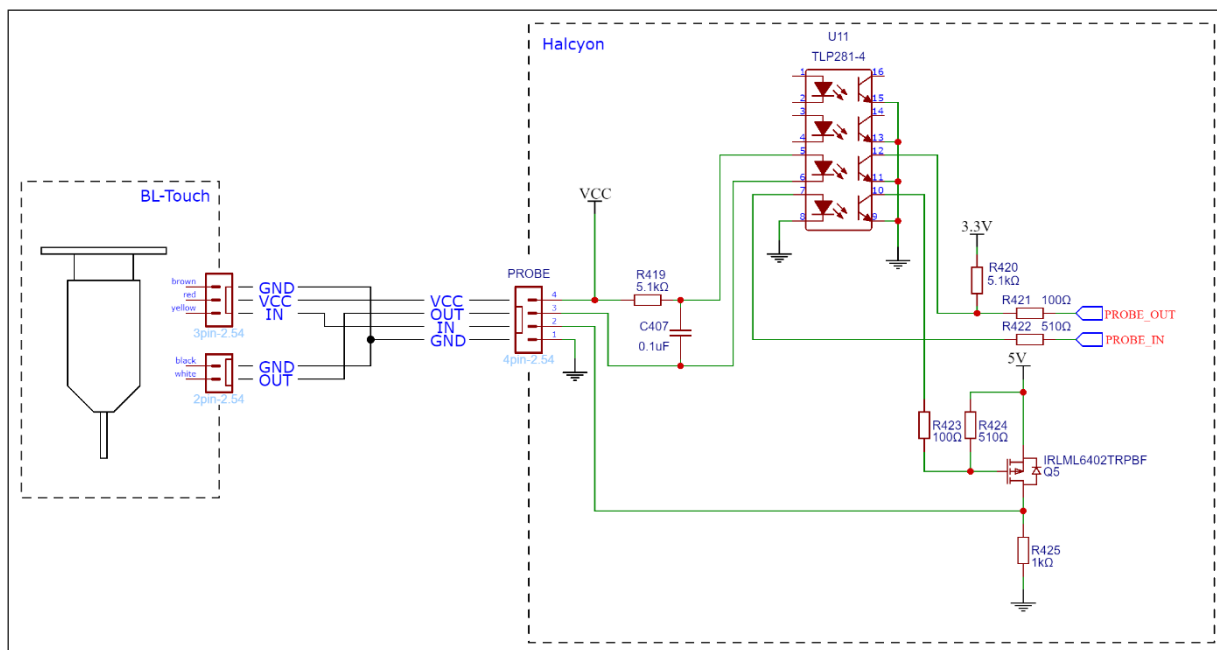 Halcyon
U11
TLP281-4
1
16
2
15
3
14
4
13
5
12
6
11
7
10
8
9
BL-Touch
brown
red
yellow
GND
VCC
IN
3pin-2.54
black
white
GND
OUT
2pin-2.54
VCC
OUT
IN
GND
PROBE
4
3
2
1
4pin-2.54
VCC
R419
5.1kΩ
C407
0.1uF
3.3V
R420
5.1kΩ
R421 100Ω
PROBE_OUT
R422 510Ω
PROBE_IN
5V
R423
100Ω
R424
510Ω
IRLML6402TRPBF
Q5
R425
1kΩ